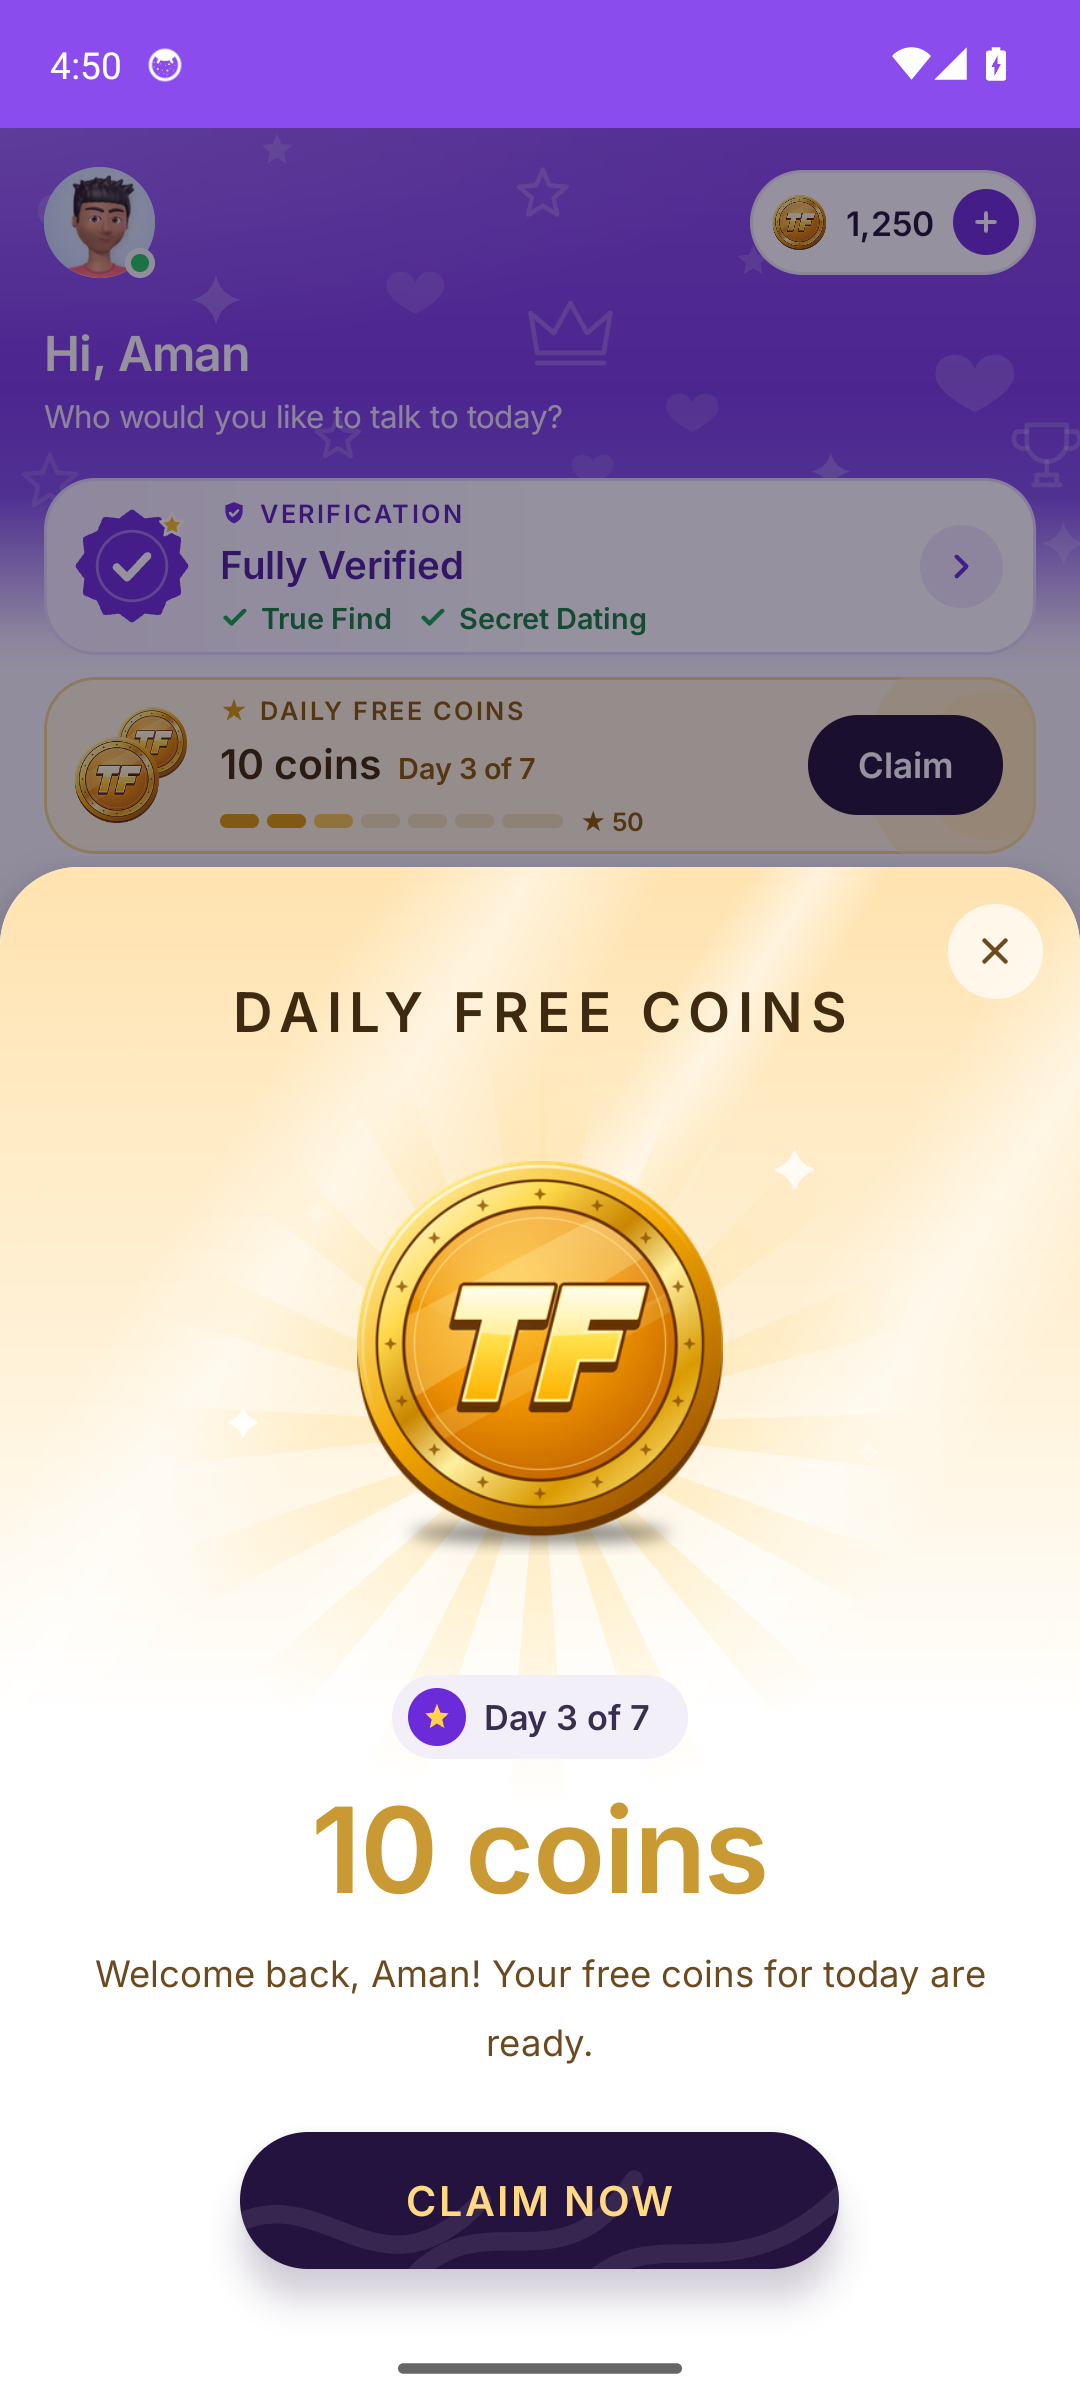 4:50
1,250
Hi, Aman
Who would you like to talk to today?
VERIFICATION
Fully Verified
True Find Secret Dating
DAILY FREE COINS
10 coins Day 3 of 7
Claim
50
DAILY FREE COINS
TF
Day 3 of 7
10 coins
Welcome back, Aman! Your free coins for today are
ready.
CLAIM NOW